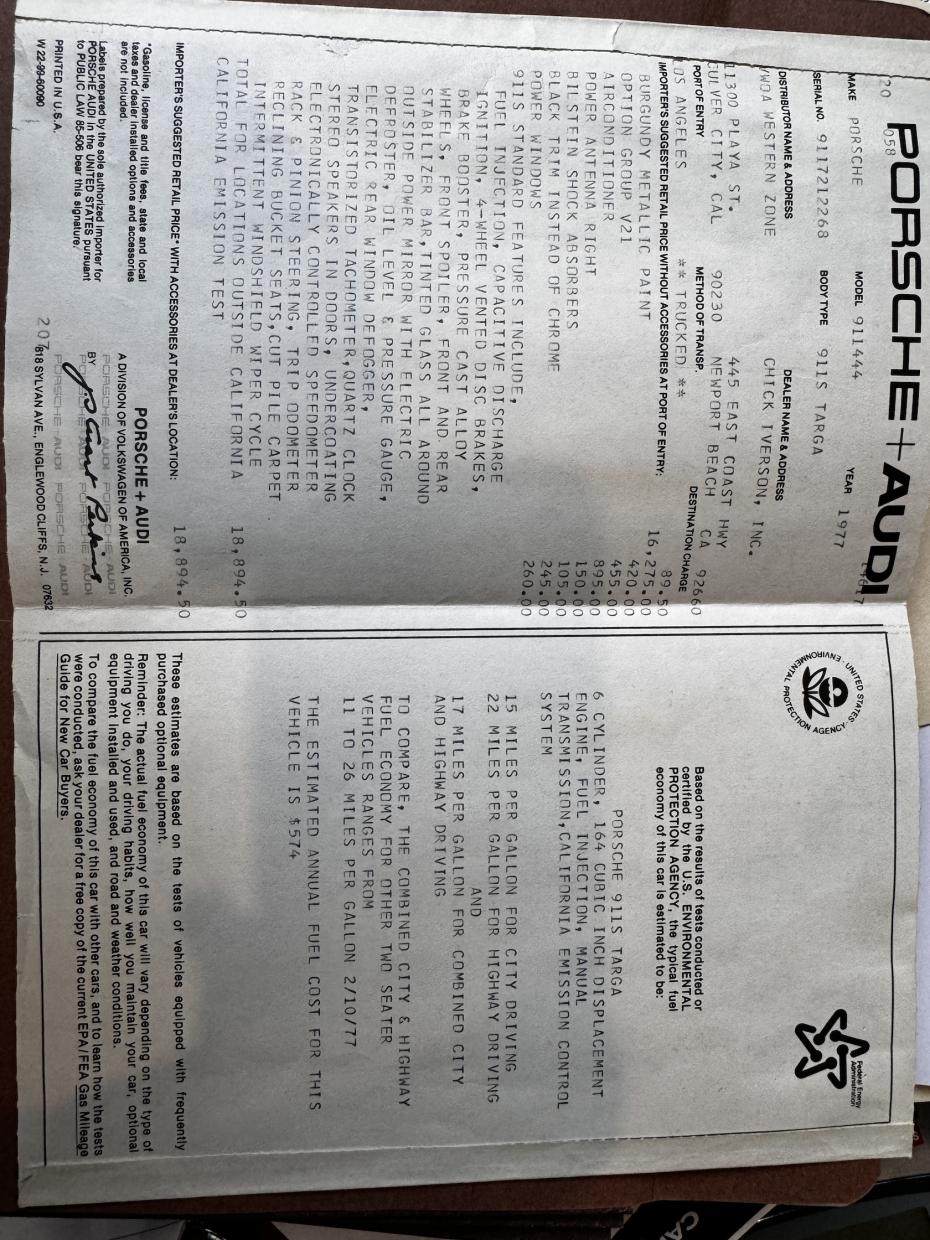 PORSCHE+AUDI
20
058
14617
MAKE PORSCHE MODEL 911444 YEAR 1977
SERIAL NO. 9117212268 BODY TYPE 911S TARGA
DISTRIBUTOR NAME & ADDRESS DEALER NAME & ADDRESS
VWOA WESTERN ZONE CHICK IVERSON, INC.
11300 PLAYA ST. 445 EAST COAST HWY
CULVER CITY, CAL 90230 NEWPORT BEACH CA 92660
PORT OF ENTRY METHOD OF TRANSP. DESTINATION CHARGE
LOS ANGELES ** TRUCKED ** 89.50
IMPORTER'S SUGGESTED RETAIL PRICE WITHOUT ACCESSORIES AT PORT OF ENTRY: 16,275.00
BURGUNDY METALLIC PAINT 420.00
OPTION GROUP V21 455.00
AIRCONDITIONER 895.00
POWER ANTENNA RIGHT 150.00
BILSTEIN SHOCK ABSORBERS 105.00
BLACK TRIM INSTEAD OF CHROME 245.00
POWER WINDOWS 260.00
911S STANDARD FEATURES INCLUDE,
FUEL INJECTION, CAPACITIVE DISCHARGE
IGNITION, 4-WHEEL VENTED DISC BRAKES,
BRAKE BOOSTER, PRESSURE CAST ALLOY
WHEELS, FRONT SPOILER, FRONT AND REAR
STABILIZER BAR,TINTED GLASS ALL AROUND
OUTSIDE POWER MIRROR WITH ELECTRIC
DEFROSTER, OIL LEVEL & PRESSURE GAUGE,
ELECTRIC REAR WINDOW DEFOGGER,
TRANSISTORIZED TACHOMETER,QUARTZ CLOCK
STEREO SPEAKERS IN DOORS, UNDERCOATING
ELECTRONICALLY CONTROLLED SPEEDOMETER
RACK & PINION STEERING, TRIP ODOMETER
RECLINING BUCKET SEATS,CUT PILE CARPET
INTERMITTENT WINDSHIELD WIPER CYCLE
TOTAL FOR LOCATIONS OUTSIDE CALIFORNIA 18,894.50
CALIFORNIA EMISSION TEST
IMPORTER'S SUGGESTED RETAIL PRICE* WITH ACCESSORIES AT DEALER'S LOCATION: 18,894.50
*Gasoline, license and title fees, state and local
taxes and dealer installed options and accessories
are not included.
Labels prepared by the sole authorized importer for
PORSCHE AUDI in the UNITED STATES pursuant
to PUBLIC LAW 85-506 bear this signature.
PRINTED IN U.S.A.
W 22-99-60090
PORSCHE+AUDI
A DIVISION OF VOLKSWAGEN OF AMERICA, INC.
PORSCHE AUDI PORSCHE AUDI
BY
PORSCHE AUDI PORSCHE AUDI
207
818 SYLVAN AVE., ENGLEWOOD CLIFFS, N.J. 07632
UNITED STATES · ENVIRONMENTAL PROTECTION AGENCY ·
Federal Energy
Administration
Based on the results of tests conducted or
certified by the U.S. ENVIRONMENTAL
PROTECTION AGENCY, the typical fuel
economy of this car is estimated to be:
PORSCHE 911S TARGA
6 CYLINDER, 164 CUBIC INCH DISPLACEMENT
ENGINE, FUEL INJECTION, MANUAL
TRANSMISSION,CALIFORNIA EMISSION CONTROL
SYSTEM
15 MILES PER GALLON FOR CITY DRIVING
22 MILES PER GALLON FOR HIGHWAY DRIVING
AND
17 MILES PER GALLON FOR COMBINED CITY
AND HIGHWAY DRIVING
TO COMPARE, THE COMBINED CITY & HIGHWAY
FUEL ECONOMY FOR OTHER TWO SEATER
VEHICLES RANGES FROM
11 TO 26 MILES PER GALLON 2/10/77
THE ESTIMATED ANNUAL FUEL COST FOR THIS
VEHICLE IS $574
These estimates are based on the tests of vehicles equipped with frequently
purchased optional equipment.
Reminder: The actual fuel economy of this car will vary depending on the type of
driving you do, your driving habits, how well you maintain your car, optional
equipment installed and used, and road and weather conditions.
To compare the fuel economy of this car with other cars, and to learn how the tests
were conducted, ask your dealer for a free copy of the current EPA/FEA Gas Mileage
Guide for New Car Buyers.